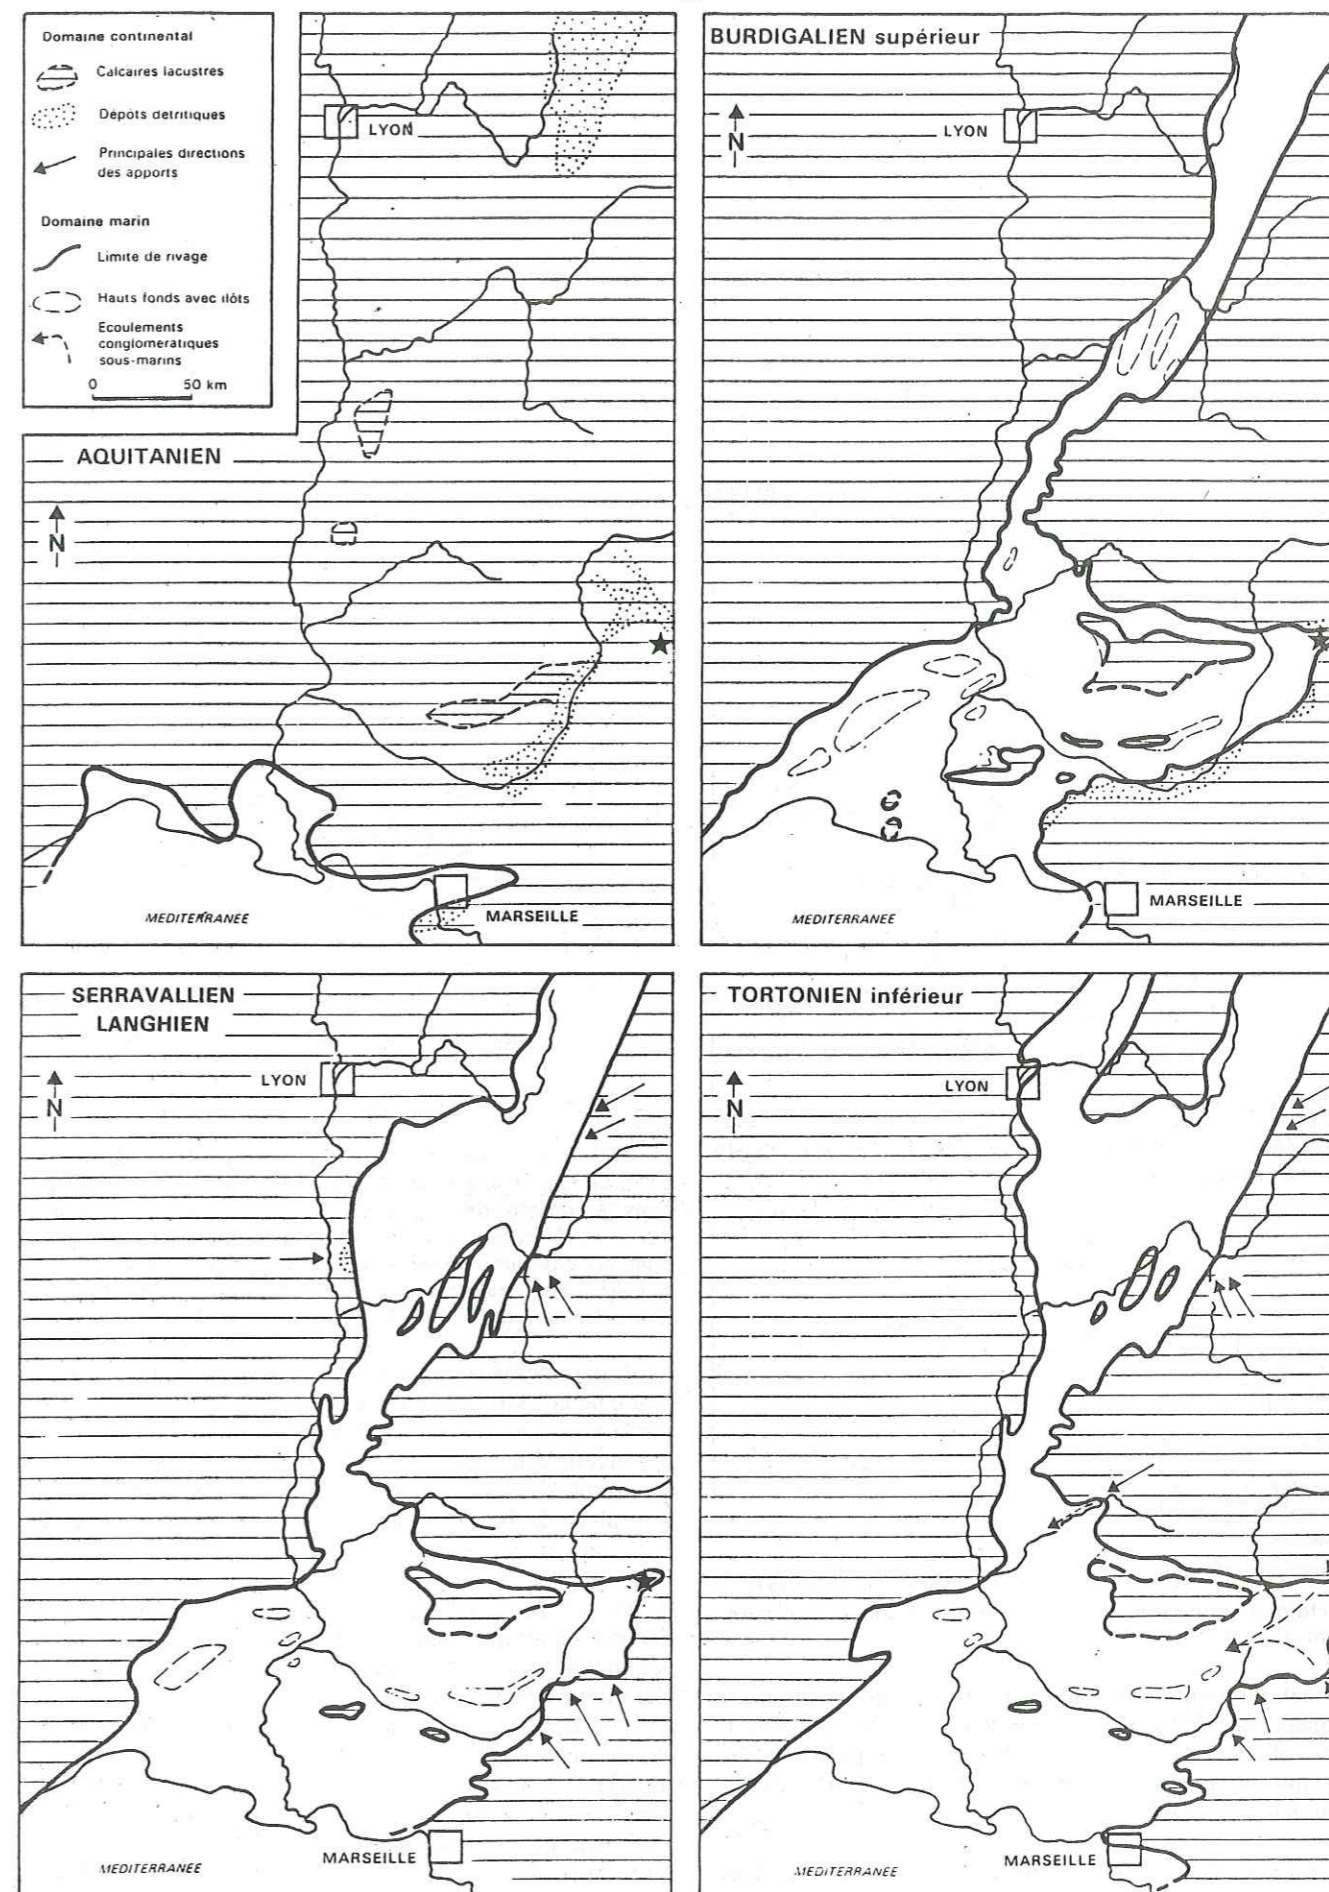 Domaine continental
Calcaires lacustres
Dépôts detritiques
Principales directions
des apports
Domaine marin
Limite de rivage
Hauts fonds avec ilôts
Ecoulements
conglomeratiques
sous-marins
0 50 km
LYON
AQUITANIEN
N
MEDITERRANEE
MARSEILLE
BURDIGALIEN supérieur
N
LYON
MEDITERRANEE
MARSEILLE
SERRAVALLIEN
LANGHIEN
LYON
N
MARSEILLE
MEDITERRANEE
TORTONIEN inférieur
LYON
N
MARSEILLE
MEDITERRANEE